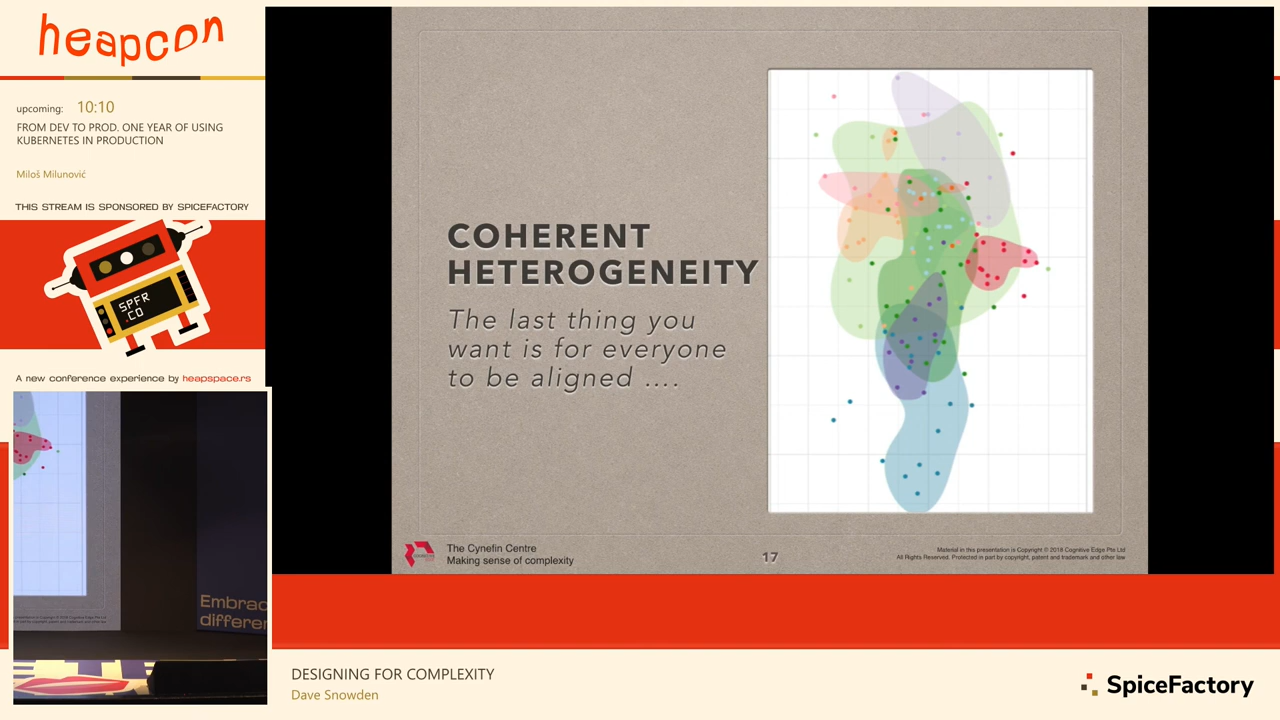 heapcon
upcoming: 10:10
FROM DEV TO PROD. ONE YEAR OF USING
KUBERNETES IN PRODUCTION
Miloš Milunović
THIS STREAM IS SPONSORED BY SPICEFACTORY
SPFR
.CO
A new conference experience by heapspace.rs
COHERENT
HETEROGENEITY
The last thing you
want is for everyone
to be aligned ....
The Cynefin Centre
Making sense of complexity
17
Material in this presentation is Copyright © 2018 Cognitive Edge Pte Ltd
All Rights Reserved. Protected in part by copyright, patent and trademark and other law
Embrac
differen
DESIGNING FOR COMPLEXITY
Dave Snowden
SpiceFactory